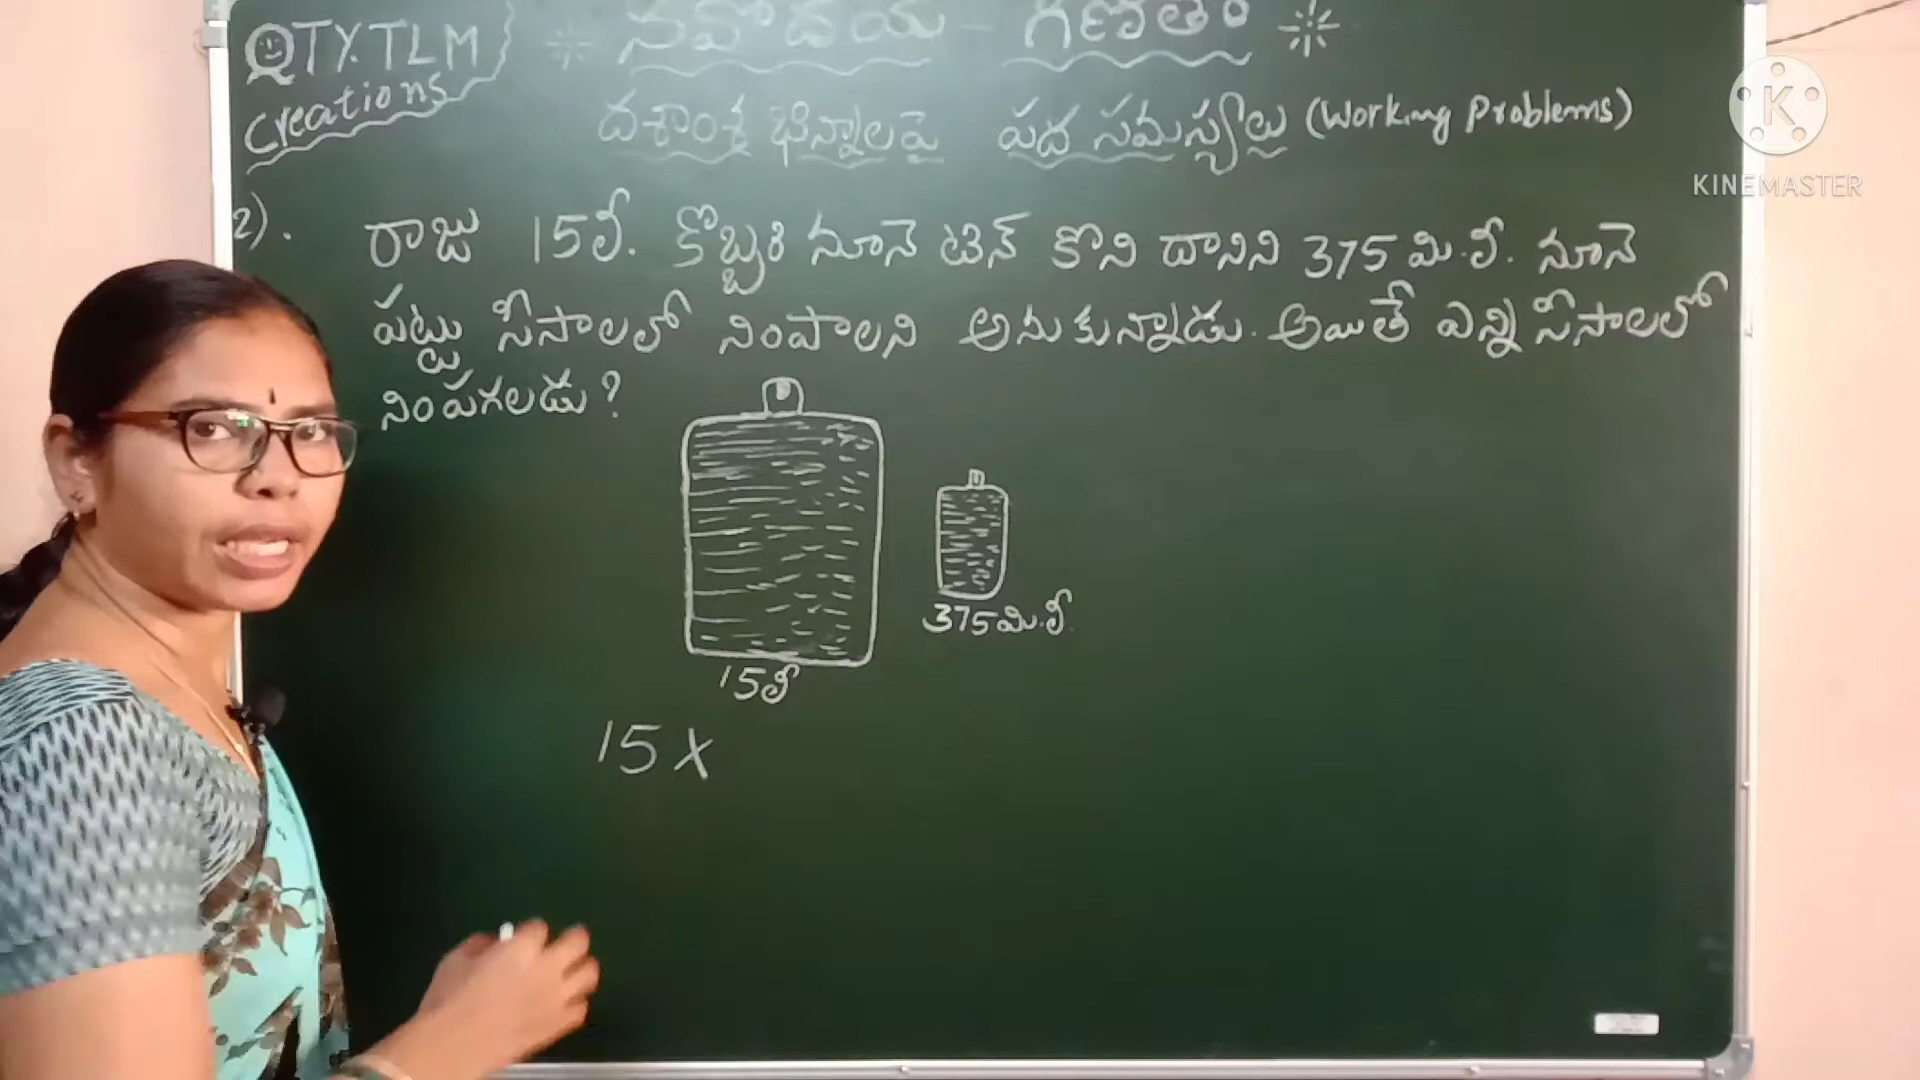 QTY.TLM
creations
నవోదయ - గణితం
దశాంశ భిన్నాలపై పద సమస్యలు (Working Problems)
2). రాజు 15లీ. కొబ్బరి నూనె టిన్ కొని దానిని 375 మి.లీ. నూనె
పట్టు సీసాలలో నింపాలని అనుకున్నాడు. అయితే ఎన్ని సీసాలలో
నింపగలడు?
375 మి.లీ.
15లీ
15 x
K
KINEMASTER